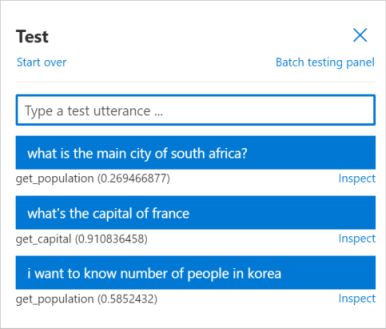 Test
Start over
Batch testing panel
Type a test utterance ...
what is the main city of south africa?
get_population (0.269466877)
Inspect
what's the capital of france
get_capital (0.910836458)
Inspect
i want to know number of people in korea
get_population (0.5852432)
Inspect